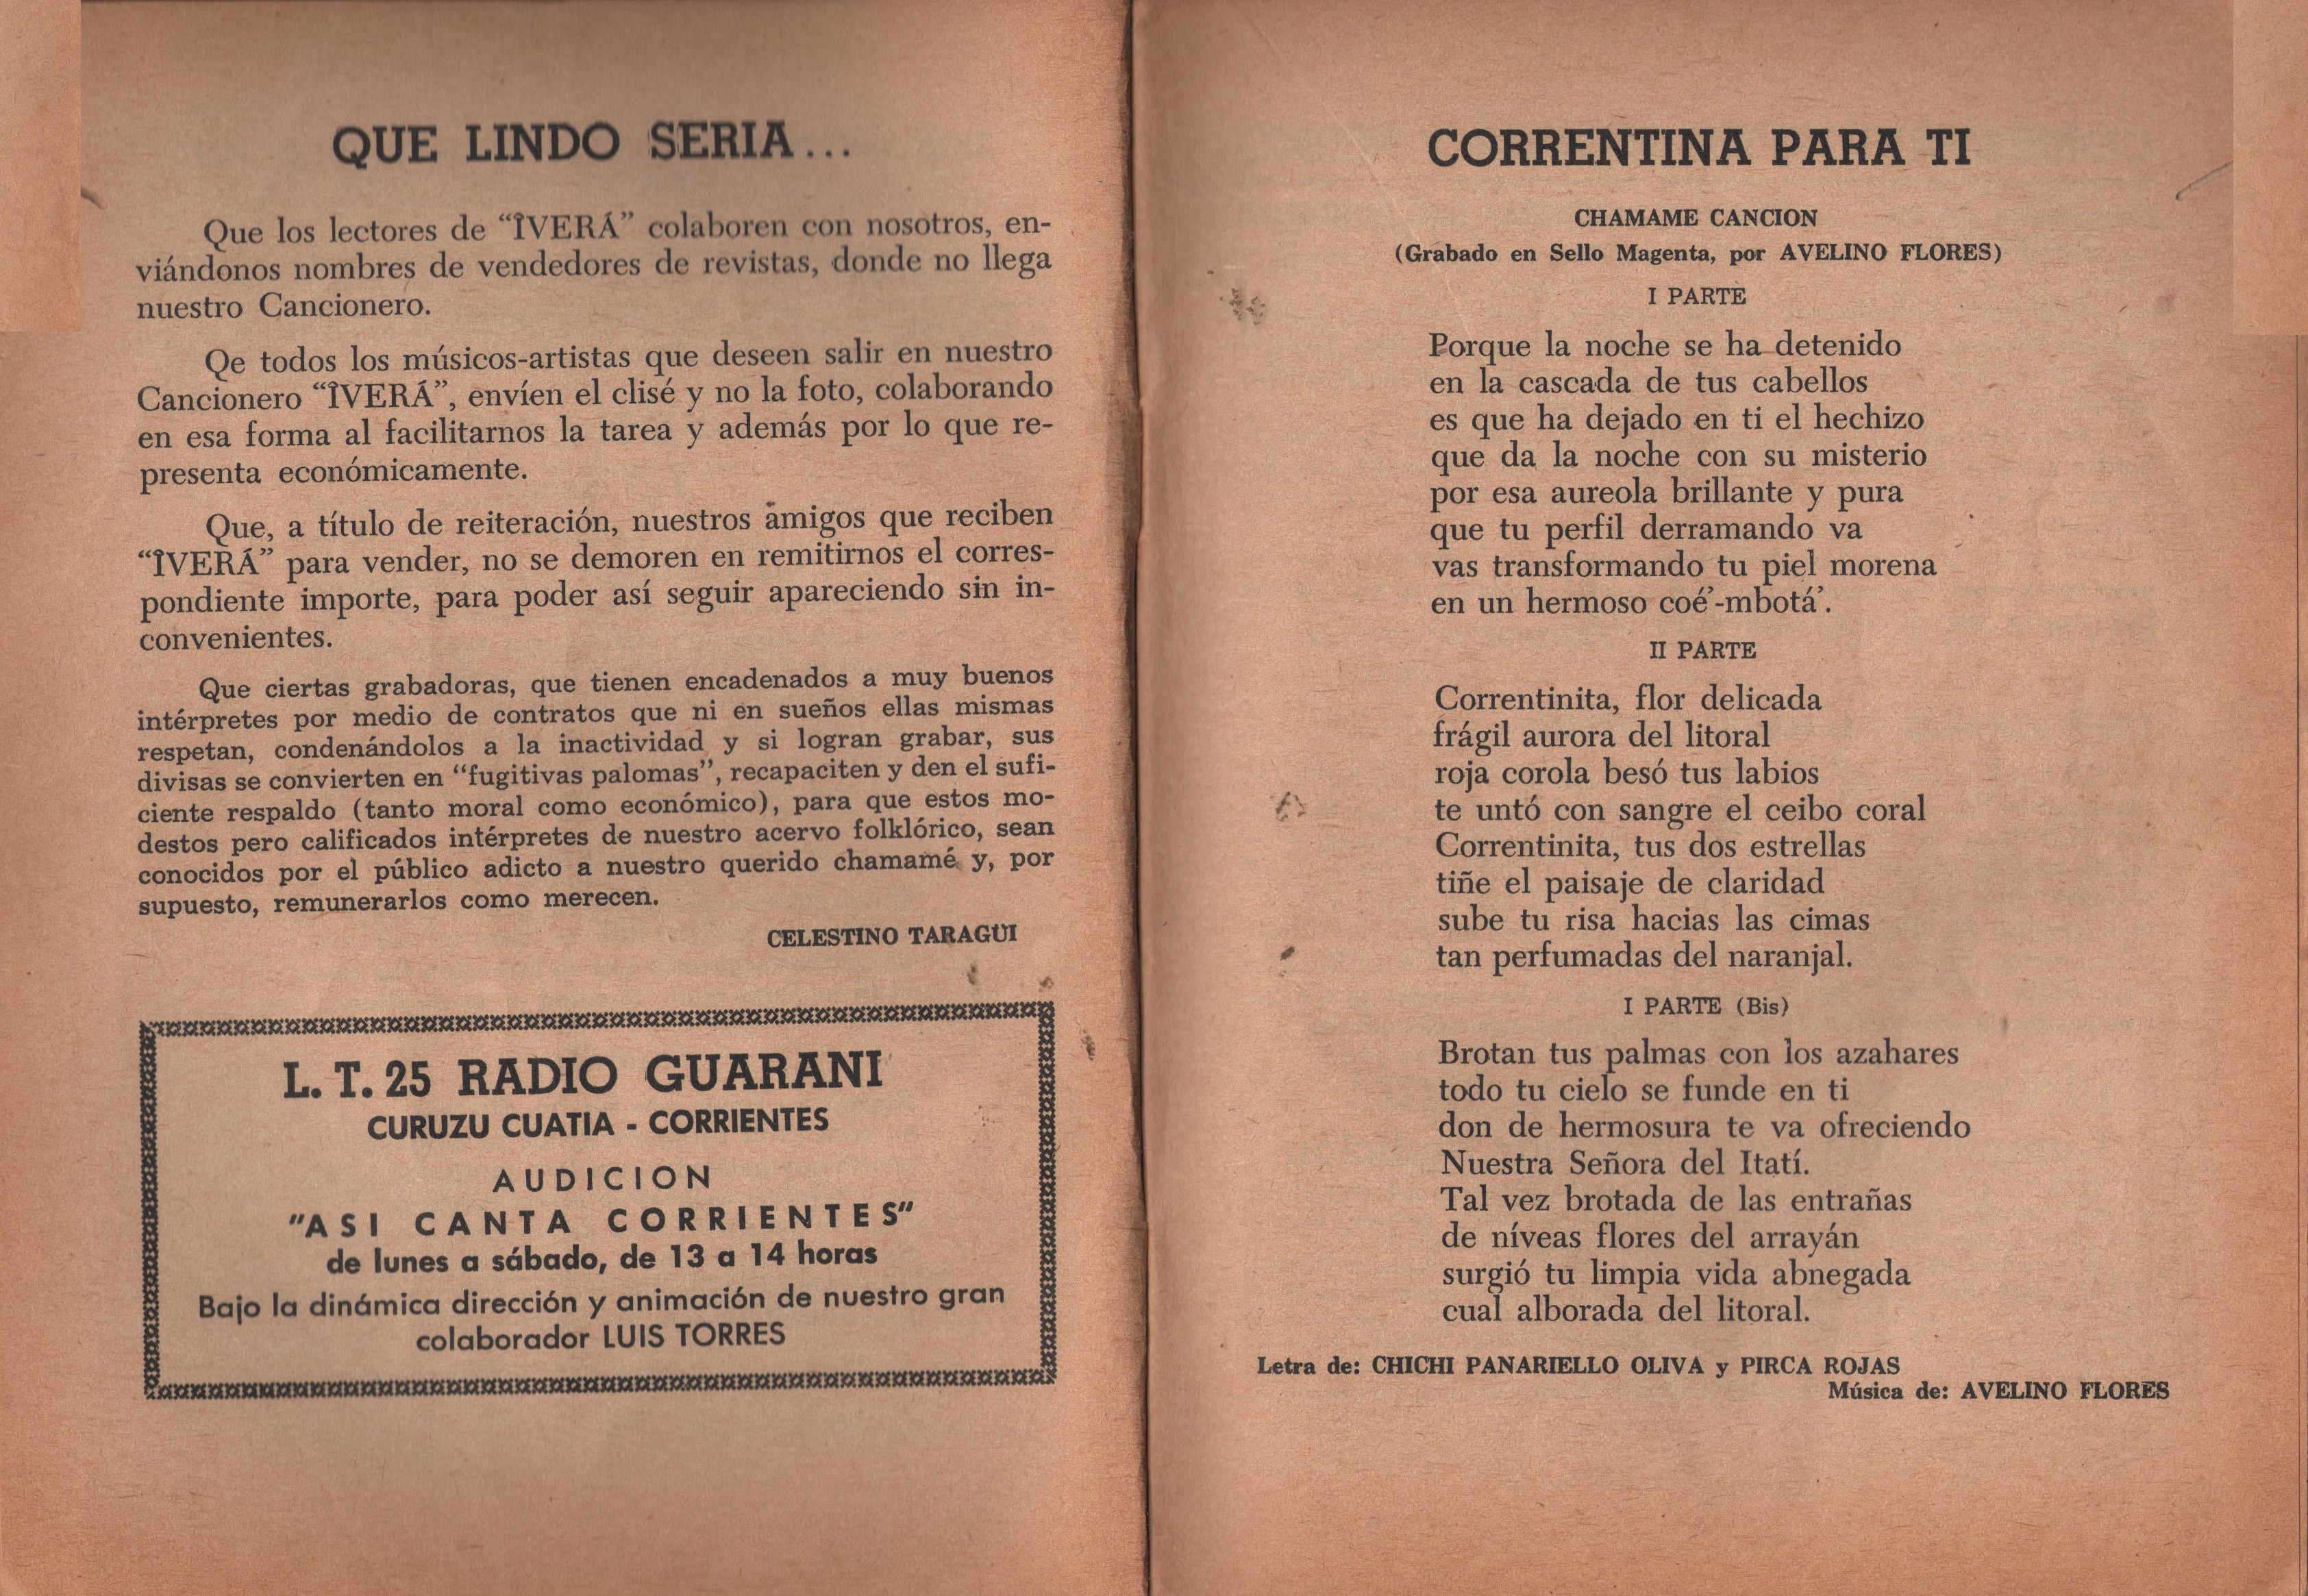 QUE LINDO SERIA...
Que los lectores de “ÎVERÁ” colaboren con nosotros, en-
viándonos nombres de vendedores de revistas, donde no llega
nuestro Cancionero.
Qe todos los músicos-artistas que deseen salir en nuestro
Cancionero “ÎVERÁ”, envíen el clisé y no la foto, colaborando
en esa forma al facilitarnos la tarea y además por lo que re-
presenta económicamente.
Que, a título de reiteración, nuestros amigos que reciben
“ÎVERÁ” para vender, no se demoren en remitirnos el corres-
pondiente importe, para poder así seguir apareciendo sin in-
convenientes.
Que ciertas grabadoras, que tienen encadenados a muy buenos
intérpretes por medio de contratos que ni en sueños ellas mismas
respetan, condenándolos a la inactividad y si logran grabar, sus
divisas se convierten en “fugitivas palomas”, recapaciten y den el sufi-
ciente respaldo (tanto moral como económico), para que estos mo-
destos pero calificados intérpretes de nuestro acervo folklórico, sean
conocidos por el público adicto a nuestro querido chamamé y, por
supuesto, remunerarlos como merecen.
CELESTINO TARAGÜI
L. T. 25 RADIO GUARANI
CURUZU CUATIA - CORRIENTES
AUDICION
"ASI CANTA CORRIENTES"
de lunes a sábado, de 13 a 14 horas
Bajo la dinámica dirección y animación de nuestro gran
colaborador LUIS TORRES
CORRENTINA PARA TI
CHAMAME CANCION
(Grabado en Sello Magenta, por AVELINO FLORES)
I PARTE
Porque la noche se ha detenido
en la cascada de tus cabellos
es que ha dejado en ti el hechizo
que da la noche con su misterio
por esa aureola brillante y pura
que tu perfil derramando va
vas transformando tu piel morena
en un hermoso coé’-mbotá’.
II PARTE
Correntinita, flor delicada
frágil aurora del litoral
roja corola besó tus labios
te untó con sangre el ceibo coral
Correntinita, tus dos estrellas
tiñe el paisaje de claridad
sube tu risa hacias las cimas
tan perfumadas del naranjal.
I PARTE (Bis)
Brotan tus palmas con los azahares
todo tu cielo se funde en ti
don de hermosura te va ofreciendo
Nuestra Señora del Itatí.
Tal vez brotada de las entrañas
de níveas flores del arrayán
surgió tu limpia vida abnegada
cual alborada del litoral.
Letra de: CHICHI PANARIELLO OLIVA y PIRCA ROJAS
Música de: AVELINO FLORES